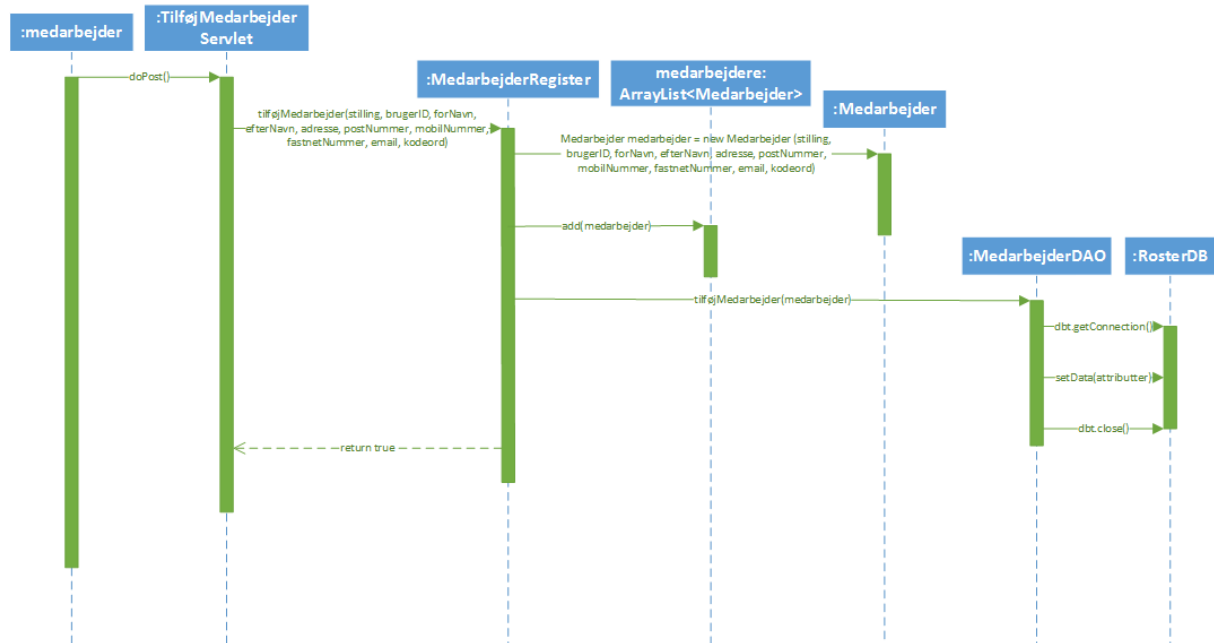 :medarbejder
:TilføjMedarbejder
Servlet
:MedarbejderRegister
medarbejdere:
ArrayList<Medarbejder>
:Medarbejder
:MedarbejderDAO
:RosterDB
doPost()
tilføjMedarbejder(stilling, brugerID, forNavn,
efterNavn, adresse, postNummer, mobilNummer,
fastnetNummer, email, kodeord)
Medarbejder medarbejder = new Medarbejder (stilling,
brugerID, forNavn, efterNavn, adresse, postNummer,
mobilNummer, fastnetNummer, email, kodeord)
add(medarbejder)
tilføjMedarbejder(medarbejder)
dbt.getConnection()
setData(attributter)
dbt.close()
return true